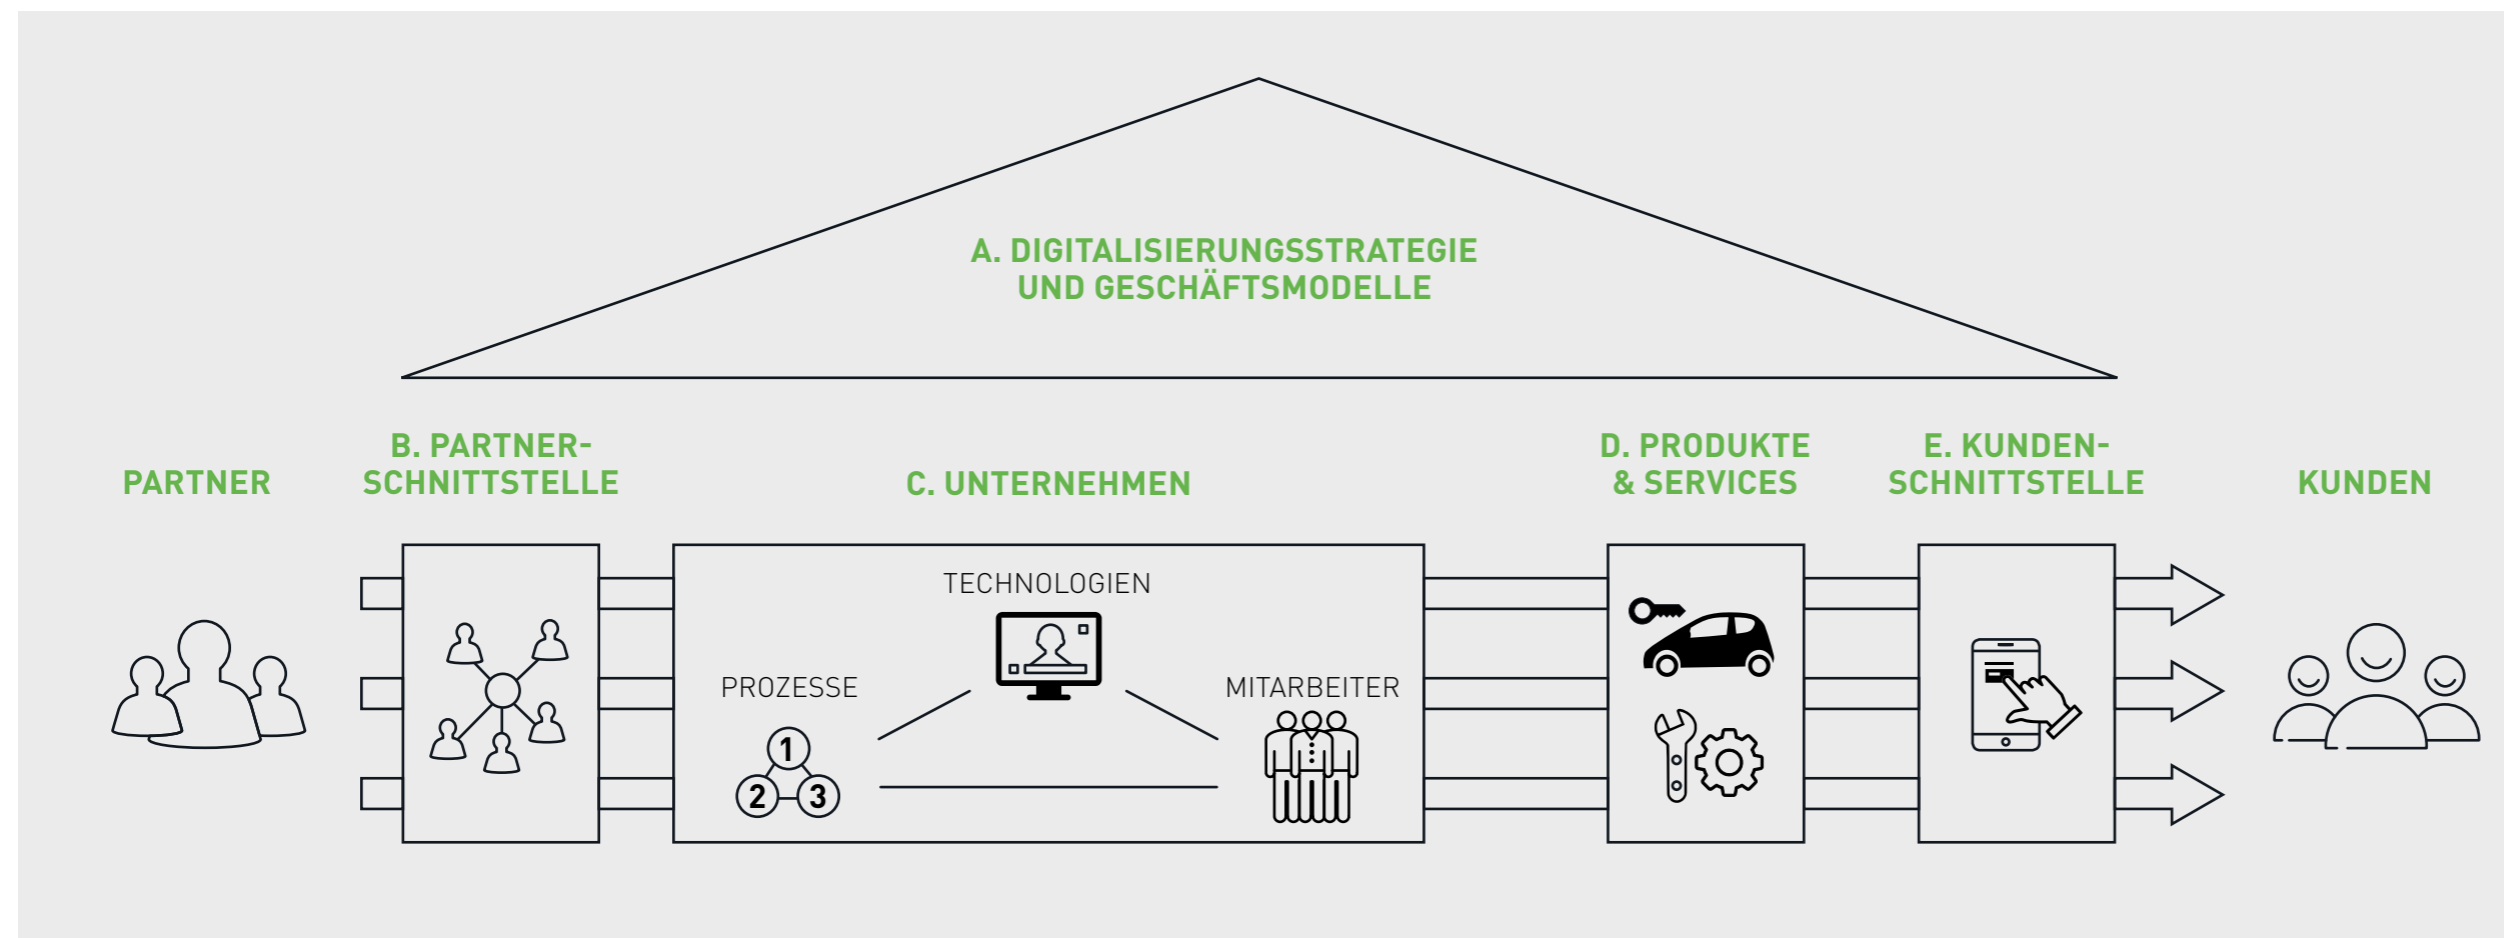 A. DIGITALISIERUNGSSTRATEGIE
UND GESCHÄFTSMODELLE
PARTNER
B. PARTNER-
SCHNITTSTELLE
C. UNTERNEHMEN
D. PRODUKTE
& SERVICES
E. KUNDEN-
SCHNITTSTELLE
KUNDEN
TECHNOLOGIEN
PROZESSE
MITARBEITER
1
2
3